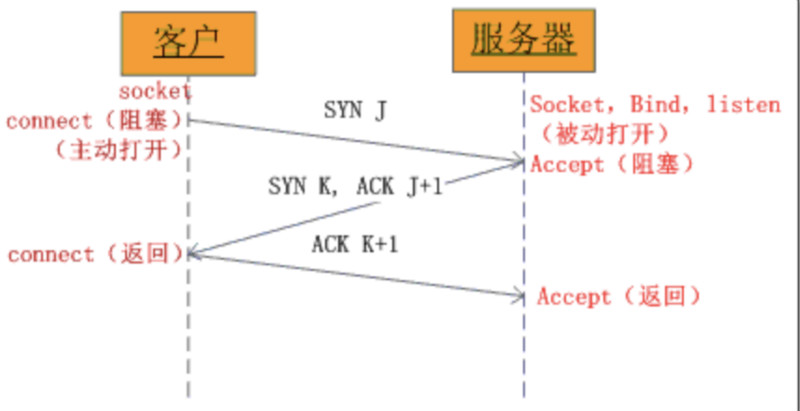 客户
服务器
socket
connect（阻塞）
（主动打开）
SYN J
Socket, Bind, listen
（被动打开）
Accept（阻塞）
SYN K, ACK J+1
connect（返回）
ACK K+1
Accept（返回）